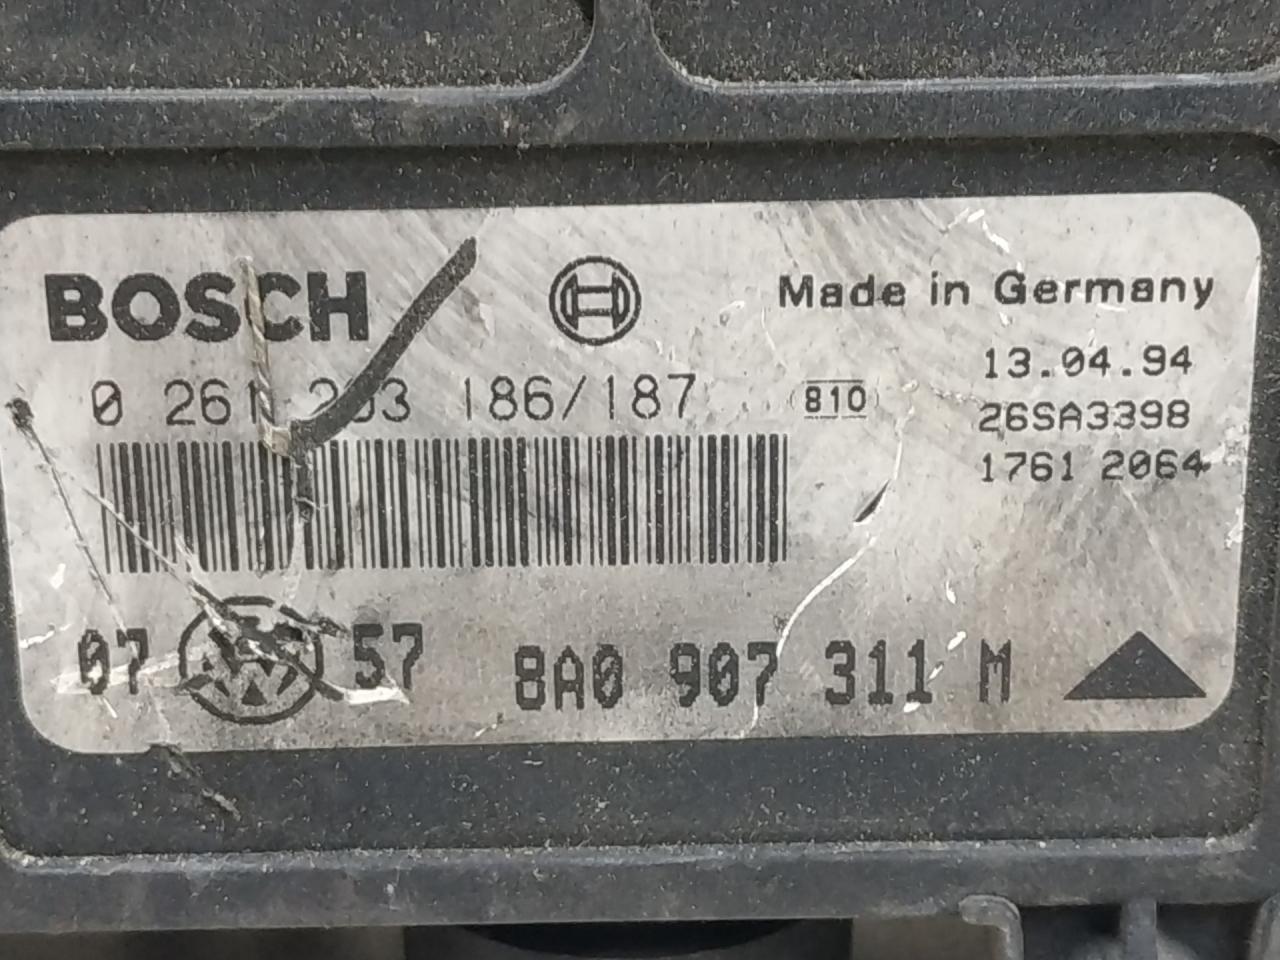 BOSCH
Made in Germany
0 261 203 186/187
810
13.04.94
26SA3398
1761 2064
07 57 8A0 907 311 M